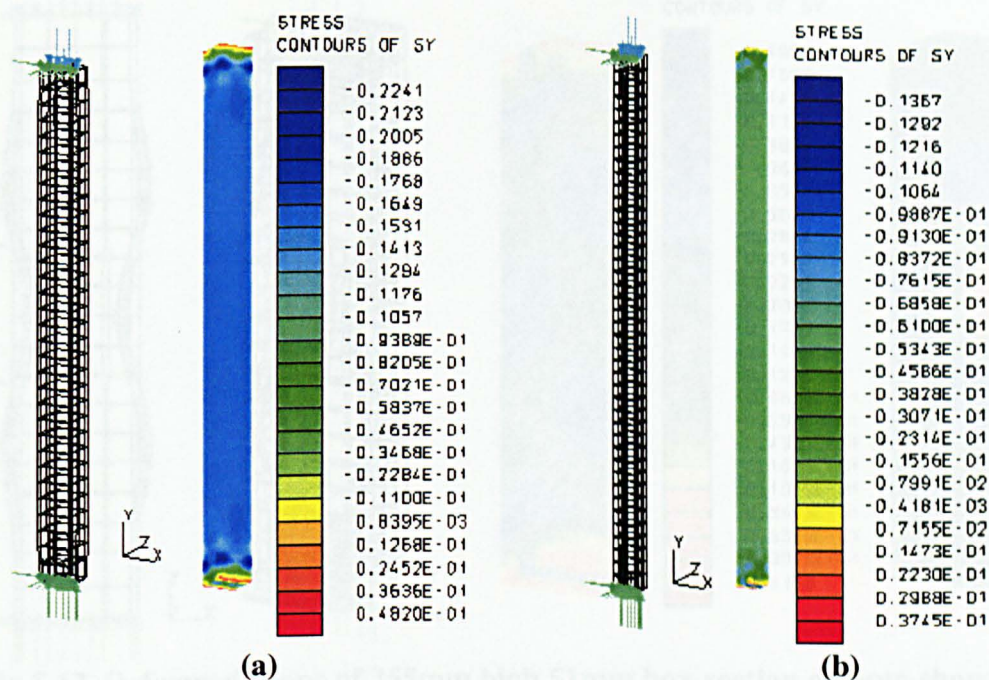 STRESS
CONTOURS OF SY
-0.2241
-0.2123
-0.2005
-0.1886
-0.1768
-0.1649
-0.1531
-0.1413
-0.1294
-0.1176
-0.1057
-0.9389E-01
-0.8205E-01
-0.7021E-01
-0.5837E-01
-0.4652E-01
-0.3468E-01
-0.2284E-01
-0.1100E-01
0.8395E-03
0.1268E-01
0.2452E-01
0.3636E-01
0.4820E-01
Y
Z
X
(a)
STRESS
CONTOURS OF SY
-0.1367
-0.1292
-0.1216
-0.1140
-0.1064
-0.9887E-01
-0.9130E-01
-0.8372E-01
-0.7615E-01
-0.6858E-01
-0.6100E-01
-0.5343E-01
-0.4586E-01
-0.3828E-01
-0.3071E-01
-0.2314E-01
-0.1556E-01
-0.7991E-02
-0.4181E-03
0.7155E-02
0.1473E-01
0.2230E-01
0.2988E-01
0.3745E-01
Y
Z
X
(b)